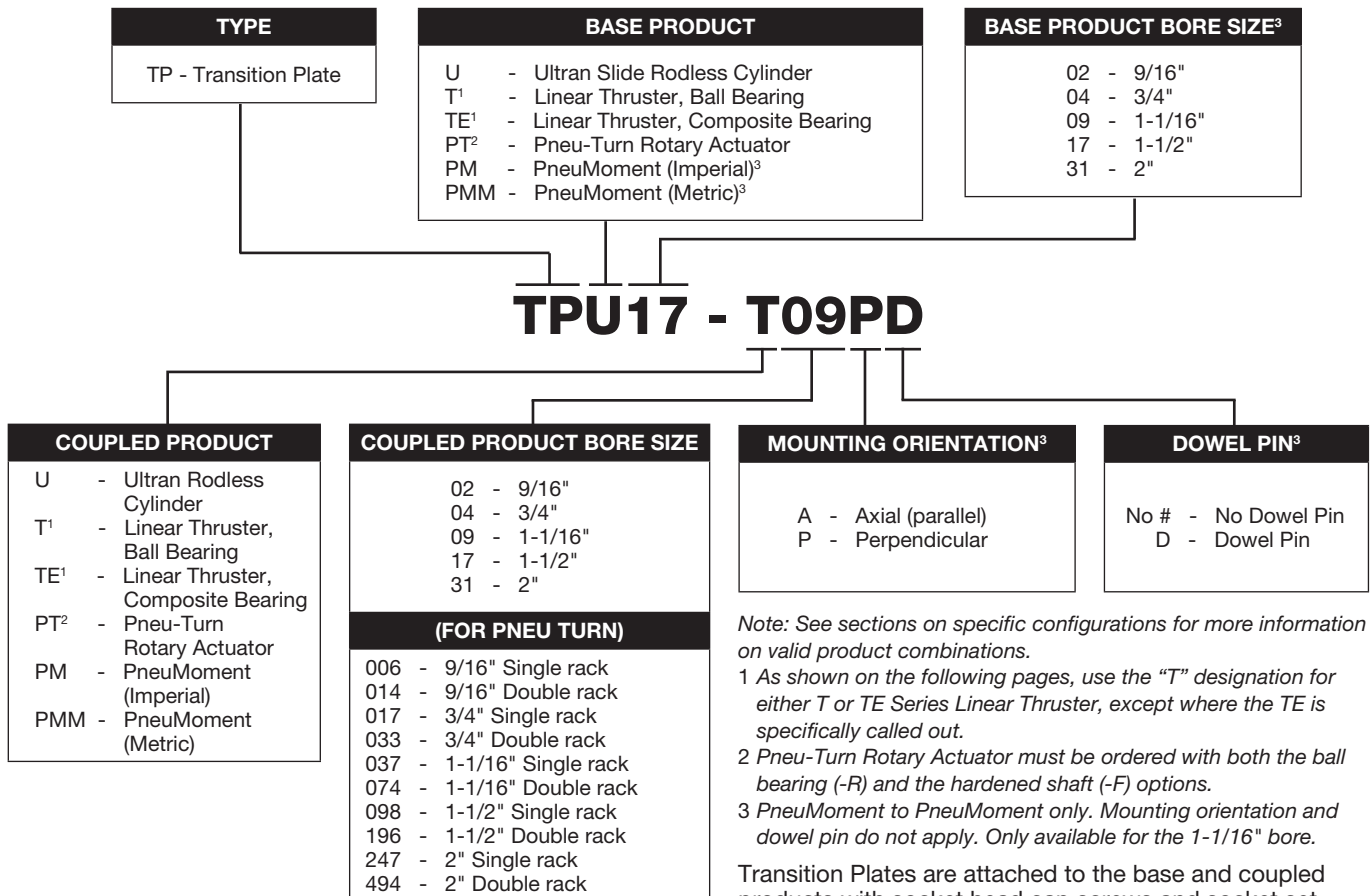 TYPE
TP - Transition Plate
BASE PRODUCT
U - Ultran Slide Rodless Cylinder
T¹ - Linear Thruster, Ball Bearing
TE¹ - Linear Thruster, Composite Bearing
PT² - Pneu-Turn Rotary Actuator
PM - PneuMoment (Imperial)³
PMM - PneuMoment (Metric)³
BASE PRODUCT BORE SIZE³
02 - 9/16"
04 - 3/4"
09 - 1-1/16"
17 - 1-1/2"
31 - 2"
TPU17 - T09PD
COUPLED PRODUCT
U - Ultran Rodless
Cylinder
T¹ - Linear Thruster,
Ball Bearing
TE¹ - Linear Thruster,
Composite Bearing
PT² - Pneu-Turn
Rotary Actuator
PM - PneuMoment
(Imperial)
PMM - PneuMoment
(Metric)
COUPLED PRODUCT BORE SIZE
02 - 9/16"
04 - 3/4"
09 - 1-1/16"
17 - 1-1/2"
31 - 2"
(FOR PNEU TURN)
006 - 9/16" Single rack
014 - 9/16" Double rack
017 - 3/4" Single rack
033 - 3/4" Double rack
037 - 1-1/16" Single rack
074 - 1-1/16" Double rack
098 - 1-1/2" Single rack
196 - 1-1/2" Double rack
247 - 2" Single rack
494 - 2" Double rack
MOUNTING ORIENTATION³
A - Axial (parallel)
P - Perpendicular
DOWEL PIN³
No # - No Dowel Pin
D - Dowel Pin
Note: See sections on specific configurations for more information
on valid product combinations.
1 As shown on the following pages, use the “T” designation for
either T or TE Series Linear Thruster, except where the TE is
specifically called out.
2 Pneu-Turn Rotary Actuator must be ordered with both the ball
bearing (-R) and the hardened shaft (-F) options.
3 PneuMoment to PneuMoment only. Mounting orientation and
dowel pin do not apply. Only available for the 1-1/16" bore.
Transition Plates are attached to the base and coupled
products with socket head cap screws and socket set